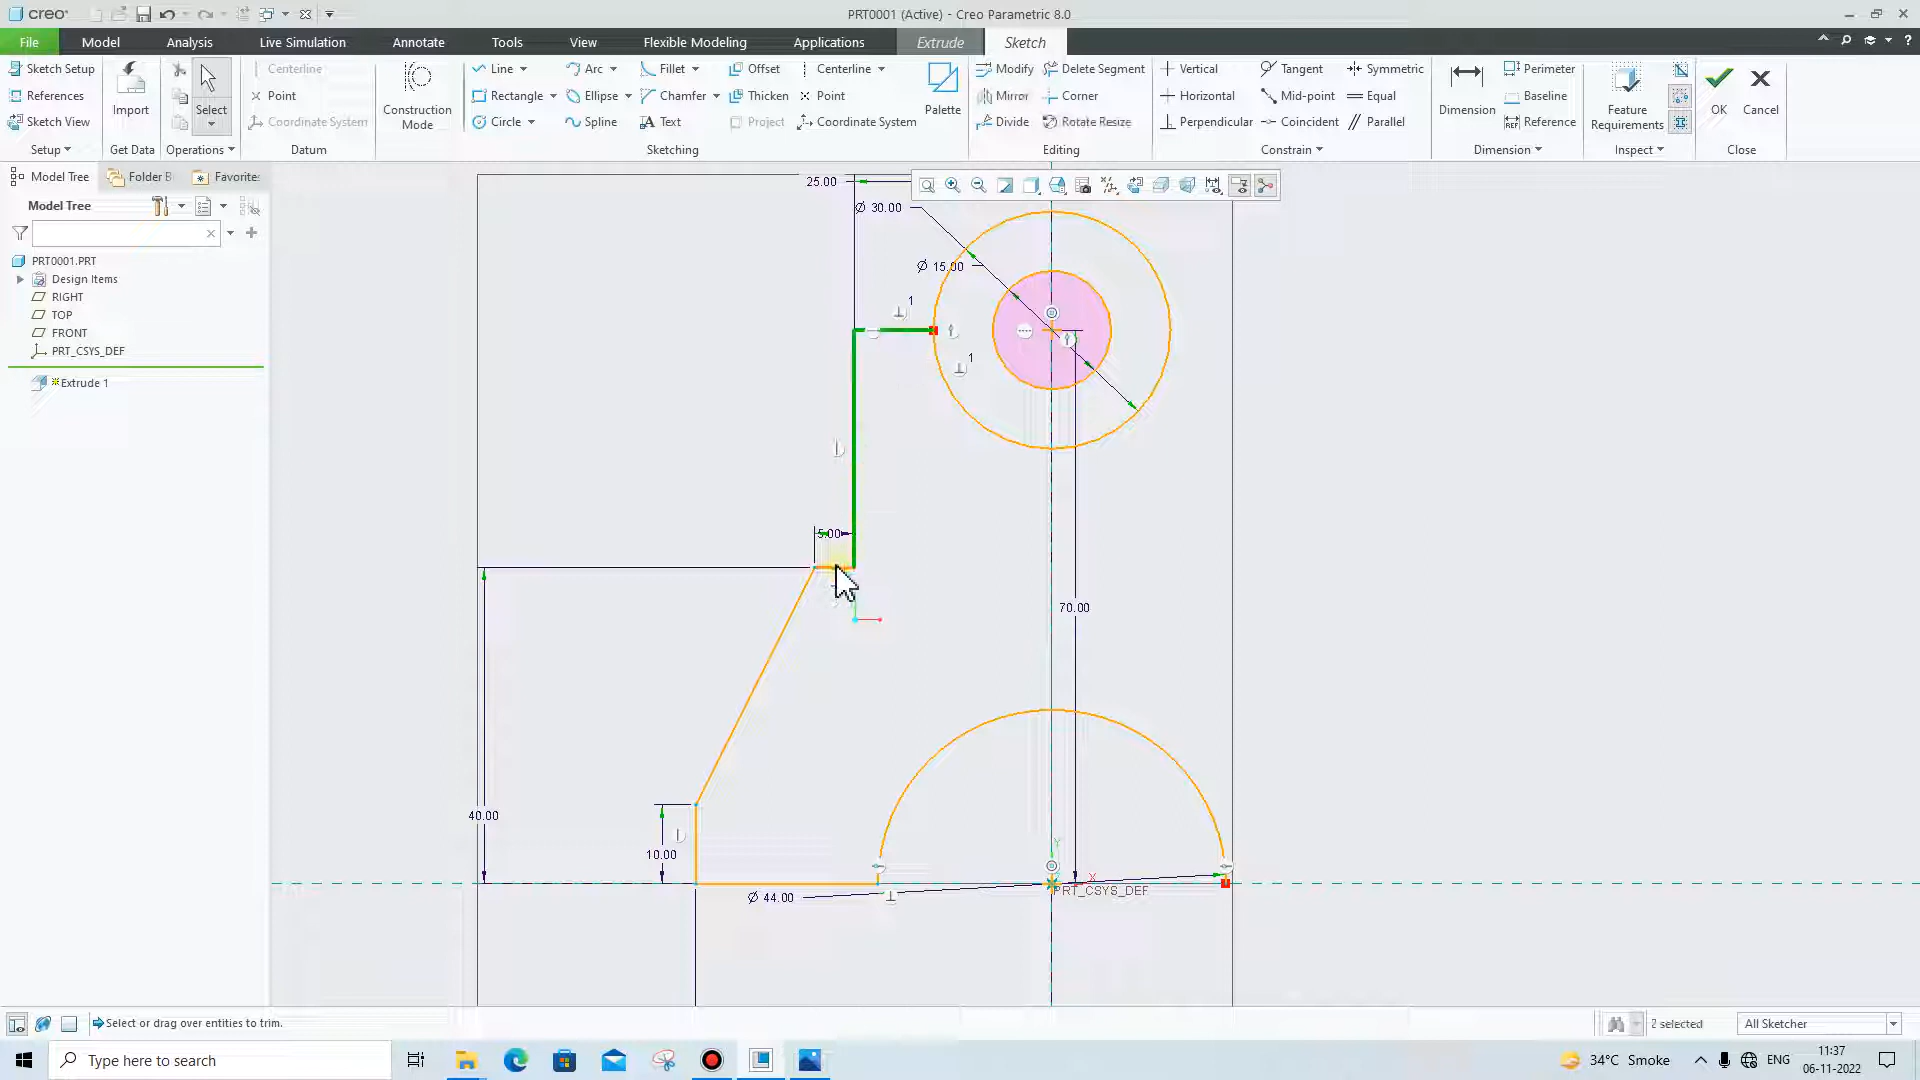 creo
PRT0001 (Active) - Creo Parametric 8.0
File Model Analysis Live Simulation Annotate Tools View Flexible Modeling Applications Extrude Sketch
Sketch Setup
References
Sketch View
Setup
Import
Get Data
Select
Operations
Centerline
Point
Coordinate System
Datum
Construction
Mode
Line Arc Fillet Offset Centerline
Rectangle Ellipse Chamfer Thicken Point
Circle Spline Text Project Coordinate System
Palette
Sketching
Modify Delete Segment
Mirror Corner
Divide Rotate Resize
Editing
Vertical Tangent Symmetric
Horizontal Mid-point Equal
Perpendicular Coincident Parallel
Constrain
Dimension
Perimeter
Baseline
Reference
Dimension
Feature
Requirements
Inspect
OK
Cancel
Close
Model Tree Folder B Favorite:
Model Tree
PRT0001.PRT
Design Items
RIGHT
TOP
FRONT
PRT_CSYS_DEF
Extrude 1
25.00
Ø 30.00
Ø 15.00
1
1
5.00
70.00
40.00
10.00
Ø 44.00
Y
Z
X
PRT_CSYS_DEF
Select or drag over entities to trim.
2 selected
All Sketcher
Type here to search
34°C Smoke
ENG
11:37
06-11-2022